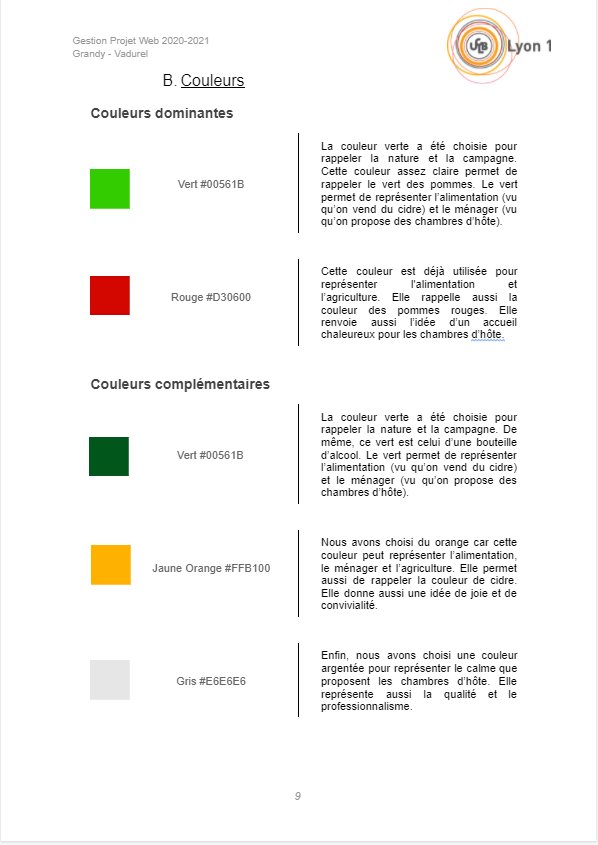 Gestion Projet Web 2020-2021
Grandy - Vadurel
UCB Lyon 1
B. Couleurs
Couleurs dominantes
Vert #00561B
La couleur verte a été choisie pour
rappeler la nature et la campagne.
Cette couleur assez claire permet de
rappeler le vert des pommes. Le vert
permet de représenter l'alimentation (vu
qu'on vend du cidre) et le ménager (vu
qu'on propose des chambres d'hôte).
Rouge #D30600
Cette couleur est déjà utilisée pour
représenter l'alimentation et
l'agriculture. Elle rappelle aussi la
couleur des pommes rouges. Elle
renvoie aussi l'idée d'un accueil
chaleureux pour les chambres d'hôte.
Couleurs complémentaires
Vert #00561B
La couleur verte a été choisie pour
rappeler la nature et la campagne. De
même, ce vert est celui d'une bouteille
d'alcool. Le vert permet de représenter
l'alimentation (vu qu'on vend du cidre)
et le ménager (vu qu'on propose des
chambres d'hôte).
Jaune Orange #FFB100
Nous avons choisi du orange car cette
couleur peut représenter l'alimentation,
le ménager et l'agriculture. Elle permet
aussi de rappeler la couleur de cidre.
Elle donne aussi une idée de joie et de
convivialité.
Gris #E6E6E6
Enfin, nous avons choisi une couleur
argentée pour représenter le calme que
proposent les chambres d'hôte. Elle
représente aussi la qualité et le
professionnalisme.
9